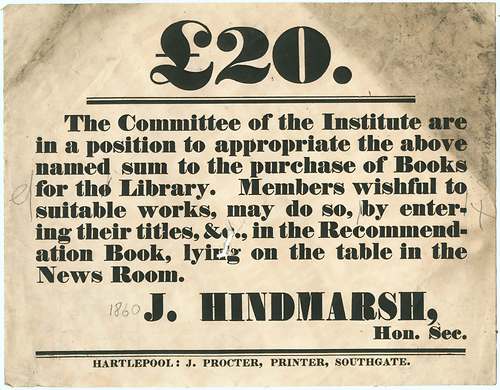 £20.
The Committee of the Institute are
in a position to appropriate the above
named sum to the purchase of Books
for the Library. Members wishful to
suitable works, may do so, by enter-
ing their titles, &c., in the Recommend-
ation Book, lying on the table in the
News Room.
1860 J. HINDMARSH,
Hon. Sec.
HARTLEPOOL: J. PROCTER, PRINTER, SOUTHGATE.